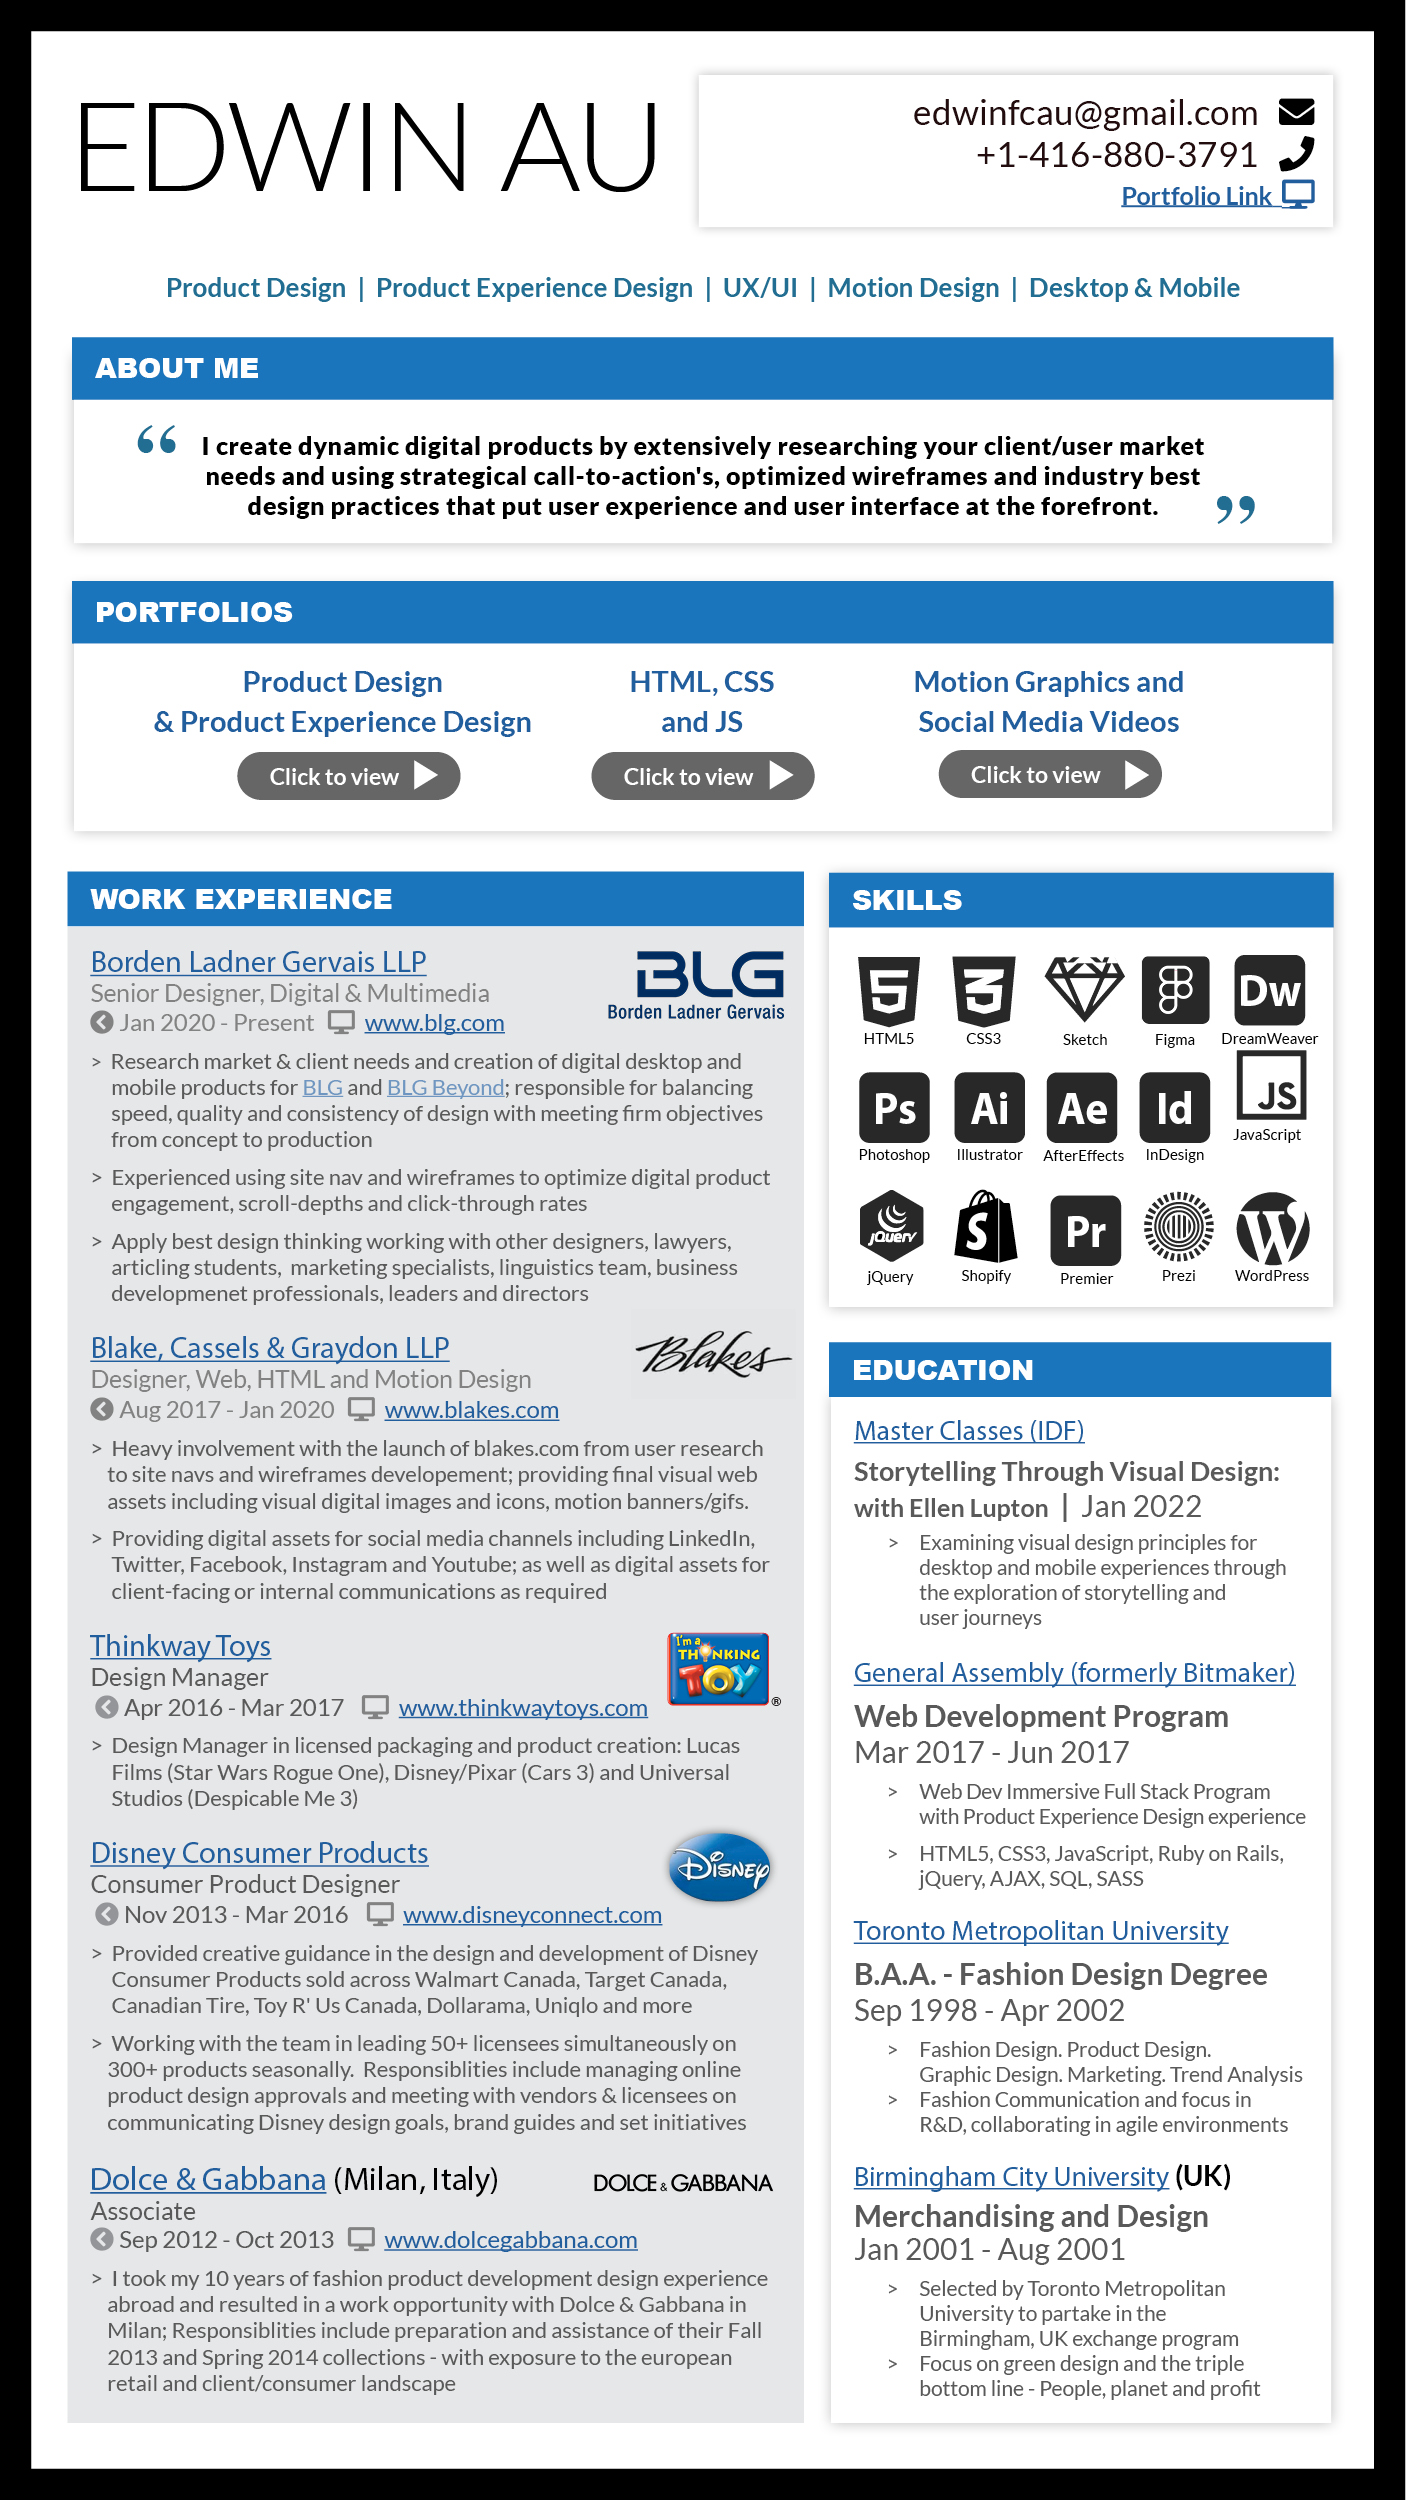 EDWIN AU
edwinfcau@gmail.com
+1-416-880-3791
Portfolio Link
Product Design | Product Experience Design | UX/UI | Motion Design | Desktop & Mobile
ABOUT ME
“ I create dynamic digital products by extensively researching your client/user market
needs and using strategical call-to-action's, optimized wireframes and industry best
design practices that put user experience and user interface at the forefront. ”
PORTFOLIOS
Product Design
& Product Experience Design
Click to view
HTML, CSS
and JS
Click to view
Motion Graphics and
Social Media Videos
Click to view
WORK EXPERIENCE
Borden Ladner Gervais LLP
Senior Designer, Digital & Multimedia
Jan 2020 - Present www.blg.com
BLG
Borden Ladner Gervais
> Research market & client needs and creation of digital desktop and
mobile products for BLG and BLG Beyond; responsible for balancing
speed, quality and consistency of design with meeting firm objectives
from concept to production
> Experienced using site nav and wireframes to optimize digital product
engagement, scroll-depths and click-through rates
> Apply best design thinking working with other designers, lawyers,
articling students, marketing specialists, linguistics team, business
developmenet professionals, leaders and directors
Blake, Cassels & Graydon LLP
Designer, Web, HTML and Motion Design
Aug 2017 - Jan 2020 www.blakes.com
Blakes
> Heavy involvement with the launch of blakes.com from user research
to site navs and wireframes developement; providing final visual web
assets including visual digital images and icons, motion banners/gifs.
> Providing digital assets for social media channels including LinkedIn,
Twitter, Facebook, Instagram and Youtube; as well as digital assets for
client-facing or internal communications as required
Thinkway Toys
Design Manager
Apr 2016 - Mar 2017 www.thinkwaytoys.com
I'm a
THINKING
TOY
®
> Design Manager in licensed packaging and product creation: Lucas
Films (Star Wars Rogue One), Disney/Pixar (Cars 3) and Universal
Studios (Despicable Me 3)
Disney Consumer Products
Consumer Product Designer
Nov 2013 - Mar 2016 www.disneyconnect.com
Disney
> Provided creative guidance in the design and development of Disney
Consumer Products sold across Walmart Canada, Target Canada,
Canadian Tire, Toy R' Us Canada, Dollarama, Uniqlo and more
> Working with the team in leading 50+ licensees simultaneously on
300+ products seasonally. Responsiblities include managing online
product design approvals and meeting with vendors & licensees on
communicating Disney design goals, brand guides and set initiatives
Dolce & Gabbana (Milan, Italy)
Associate
Sep 2012 - Oct 2013 www.dolcegabbana.com
DOLCE & GABBANA
> I took my 10 years of fashion product development design experience
abroad and resulted in a work opportunity with Dolce & Gabbana in
Milan; Responsiblities include preparation and assistance of their Fall
2013 and Spring 2014 collections - with exposure to the european
retail and client/consumer landscape
SKILLS
5 3 Dw
HTML5 CSS3 Sketch Figma DreamWeaver
Ps Ai Ae Id JS
Photoshop Illustrator AfterEffects InDesign JavaScript
jQuery S Pr W
jQuery Shopify Premier Prezi WordPress
EDUCATION
Master Classes (IDF)
Storytelling Through Visual Design:
with Ellen Lupton | Jan 2022
> Examining visual design principles for
desktop and mobile experiences through
the exploration of storytelling and
user journeys
General Assembly (formerly Bitmaker)
Web Development Program
Mar 2017 - Jun 2017
> Web Dev Immersive Full Stack Program
with Product Experience Design experience
> HTML5, CSS3, JavaScript, Ruby on Rails,
jQuery, AJAX, SQL, SASS
Toronto Metropolitan University
B.A.A. - Fashion Design Degree
Sep 1998 - Apr 2002
> Fashion Design. Product Design.
Graphic Design. Marketing. Trend Analysis
> Fashion Communication and focus in
R&D, collaborating in agile environments
Birmingham City University (UK)
Merchandising and Design
Jan 2001 - Aug 2001
> Selected by Toronto Metropolitan
University to partake in the
Birmingham, UK exchange program
> Focus on green design and the triple
bottom line - People, planet and profit